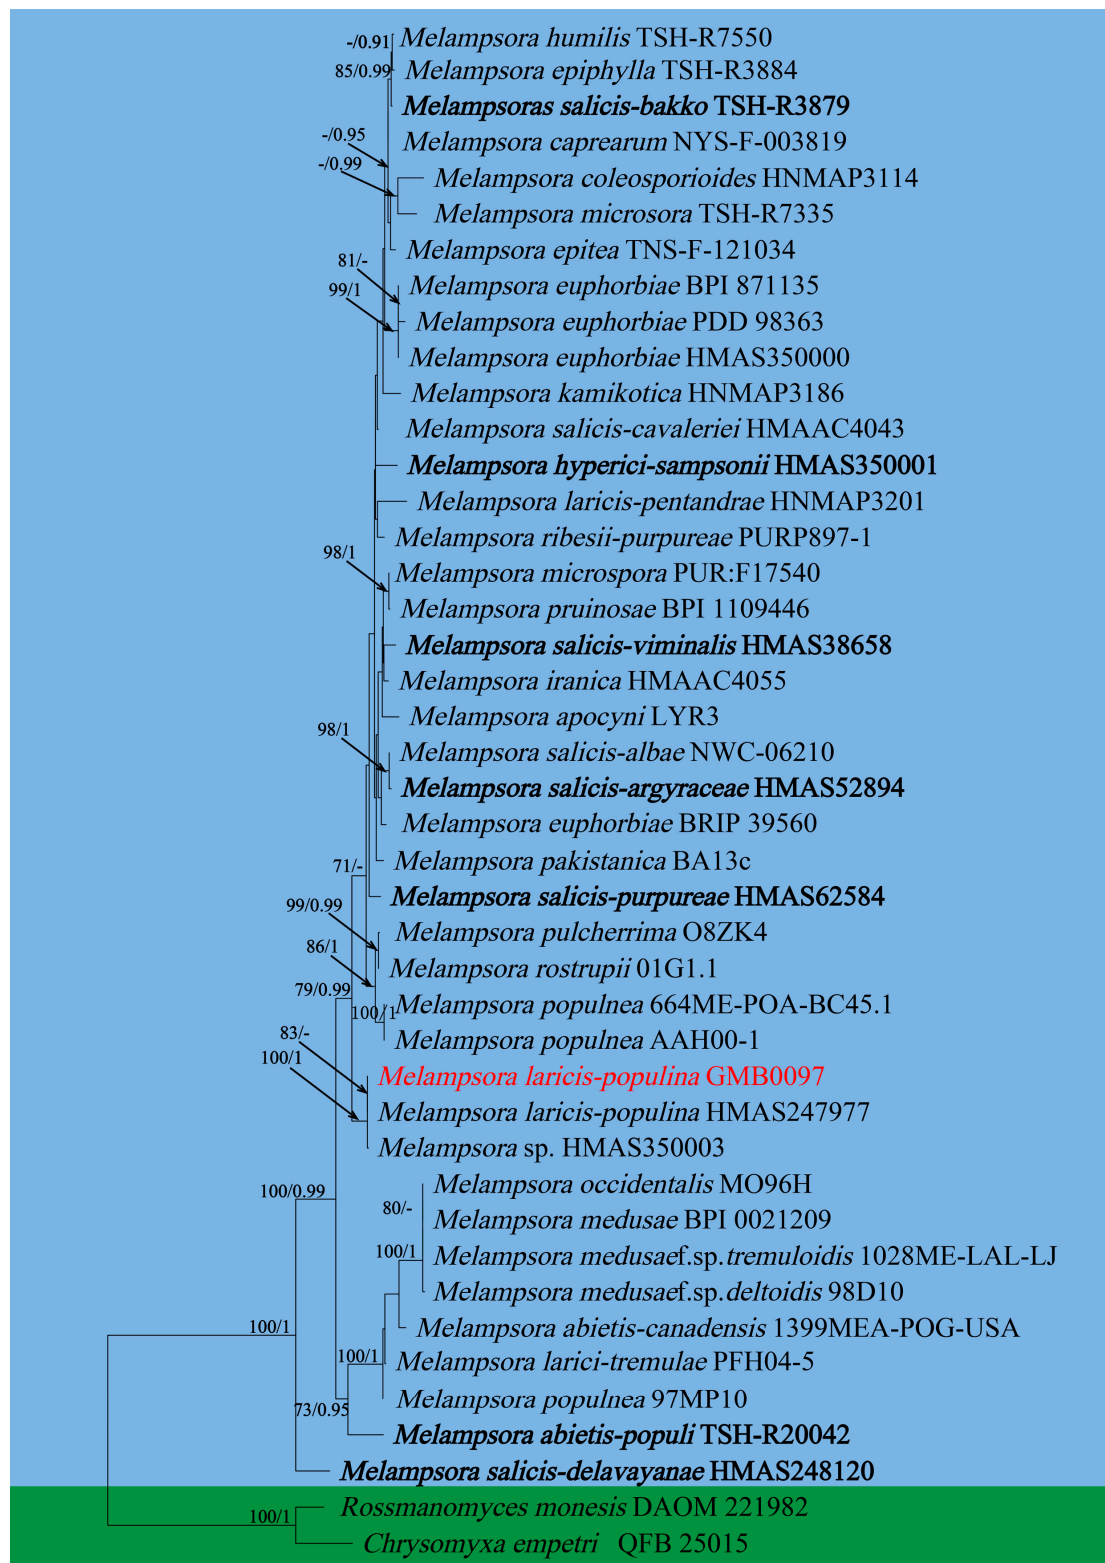 -/0.91
Melampsora humilis TSH-R7550
85/0.99
Melampsora epiphylla TSH-R3884
Melampsoras salicis-bakko TSH-R3879
-/0.95
Melampsora caprearum NYS-F-003819
-/0.99
Melampsora coleosporioides HNMAP3114
Melampsora microsora TSH-R7335
Melampsora epitea TNS-F-121034
81/-
Melampsora euphorbiae BPI 871135
99/1
Melampsora euphorbiae PDD 98363
Melampsora euphorbiae HMAS350000
Melampsora kamikotica HNMAP3186
Melampsora salicis-cavaleriei HMAAC4043
Melampsora hyperici-sampsonii HMAS350001
Melampsora laricis-pentandrae HNMAP3201
Melampsora ribesii-purpureae PURP897-1
98/1
Melampsora microspora PUR:F17540
Melampsora pruinosae BPI 1109446
Melampsora salicis-viminalis HMAS38658
Melampsora iranica HMAAC4055
Melampsora apocyni LYR3
98/1
Melampsora salicis-albae NWC-06210
Melampsora salicis-argyraceae HMAS52894
Melampsora euphorbiae BRIP 39560
Melampsora pakistanica BA13c
71/-
Melampsora salicis-purpureae HMAS62584
99/0.99
Melampsora pulcherrima O8ZK4
86/1
Melampsora rostrupii 01G1.1
79/0.99
Melampsora populnea 664ME-POA-BC45.1
100/1
Melampsora populnea AAH00-1
83/-
100/1
Melampsora laricis-populina GMB0097
Melampsora laricis-populina HMAS247977
Melampsora sp. HMAS350003
100/0.99
Melampsora occidentalis MO96H
80/-
Melampsora medusae BPI 0021209
100/1
Melampsora medusaef.sp.tremuloidis 1028ME-LAL-LJ
Melampsora medusaef.sp.deltoidis 98D10
100/1
Melampsora abietis-canadensis 1399MEA-POG-USA
100/1
Melampsora larici-tremulae PFH04-5
Melampsora populnea 97MP10
73/0.95
Melampsora abietis-populi TSH-R20042
Melampsora salicis-delavayanae HMAS248120
Rossmanomyces monesis DAOM 221982
100/1
Chrysomyxa empetri QFB 25015